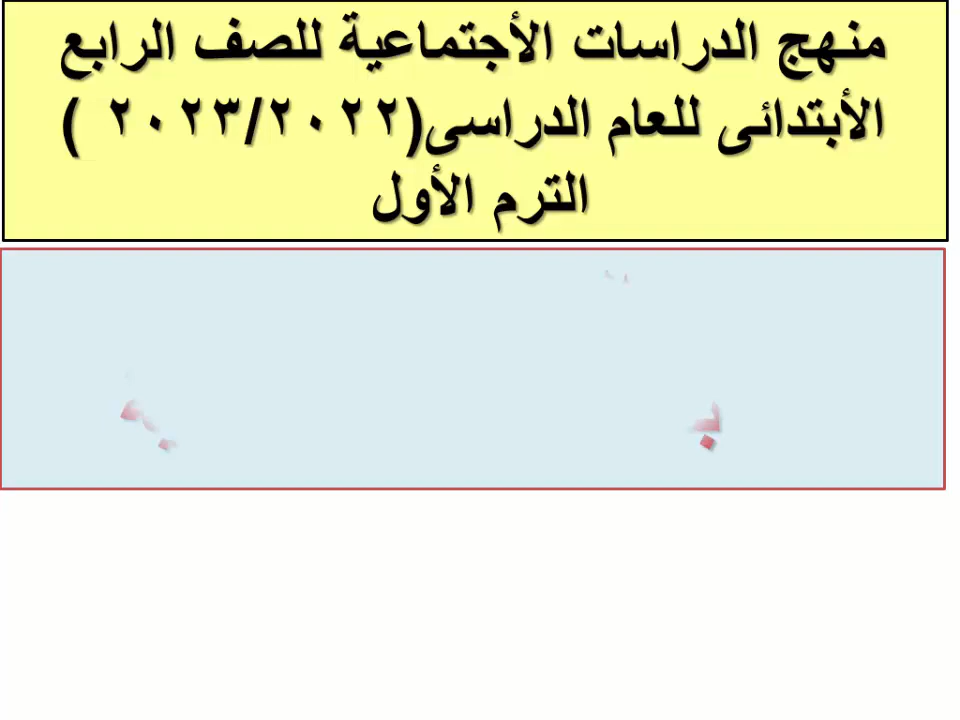 منهج الدراسات الأجتماعية للصف الرابع
الأبتدائى للعام الدراسى(٢٠٢٢/٢٠٢٣ )
الترم الأول